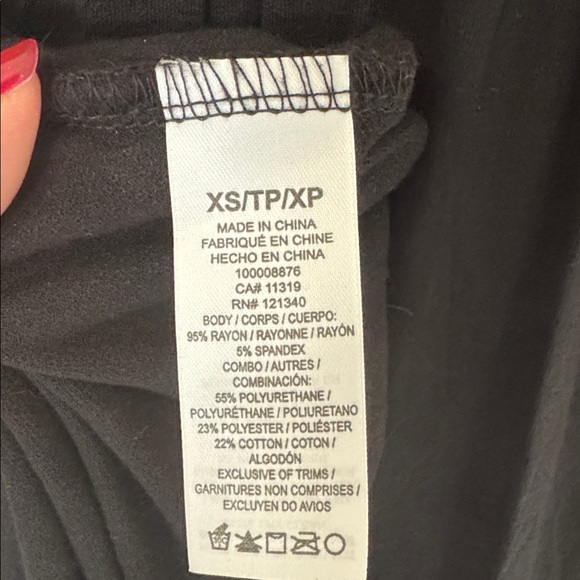 XS/TP/XP
MADE IN CHINA
FABRIQUÉ EN CHINE
HECHO EN CHINA
100008876
CA# 11319
RN# 121340
BODY / CORPS / CUERPO:
95% RAYON / RAYONNE / RAYÓN
5% SPANDEX
COMBO / AUTRES /
COMBINACIÓN:
55% POLYURETHANE /
POLYURÉTHANE / POLIURETANO
23% POLYESTER / POLIÉSTER
22% COTTON / COTON /
ALGODÓN
EXCLUSIVE OF TRIMS /
GARNITURES NON COMPRISES /
EXCLUYEN DO AVIOS